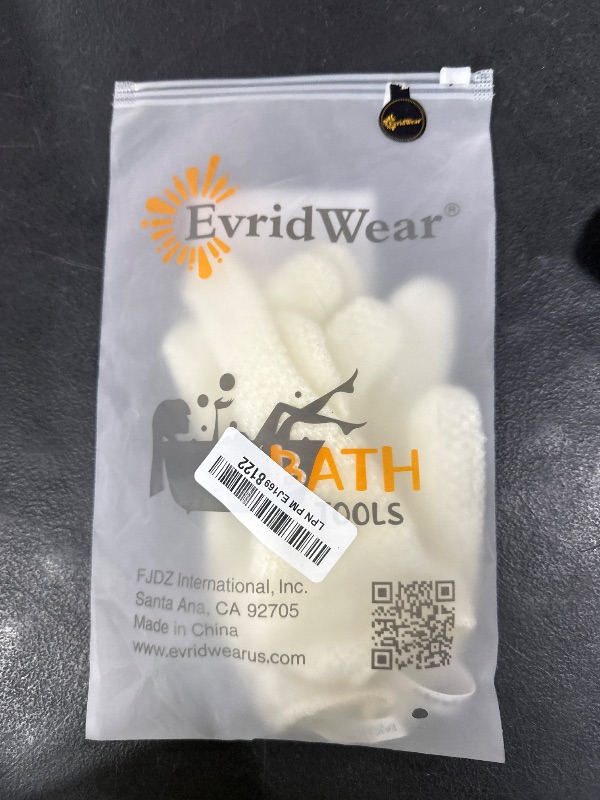 EvridWear
EvridWear®
BATH
TOOLS
LPN PM EJ1698122
FJDZ International, Inc.
Santa Ana, CA 92705
Made in China
www.evridwearus.com